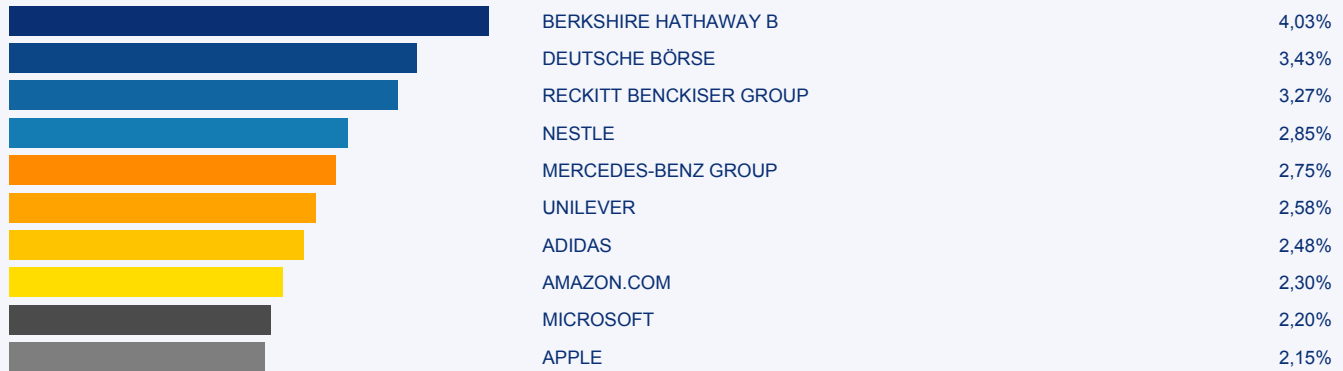 BERKSHIRE HATHAWAY B 4,03%
DEUTSCHE BÖRSE 3,43%
RECKITT BENCKISER GROUP 3,27%
NESTLE 2,85%
MERCEDES-BENZ GROUP 2,75%
UNILEVER 2,58%
ADIDAS 2,48%
AMAZON.COM 2,30%
MICROSOFT 2,20%
APPLE 2,15%